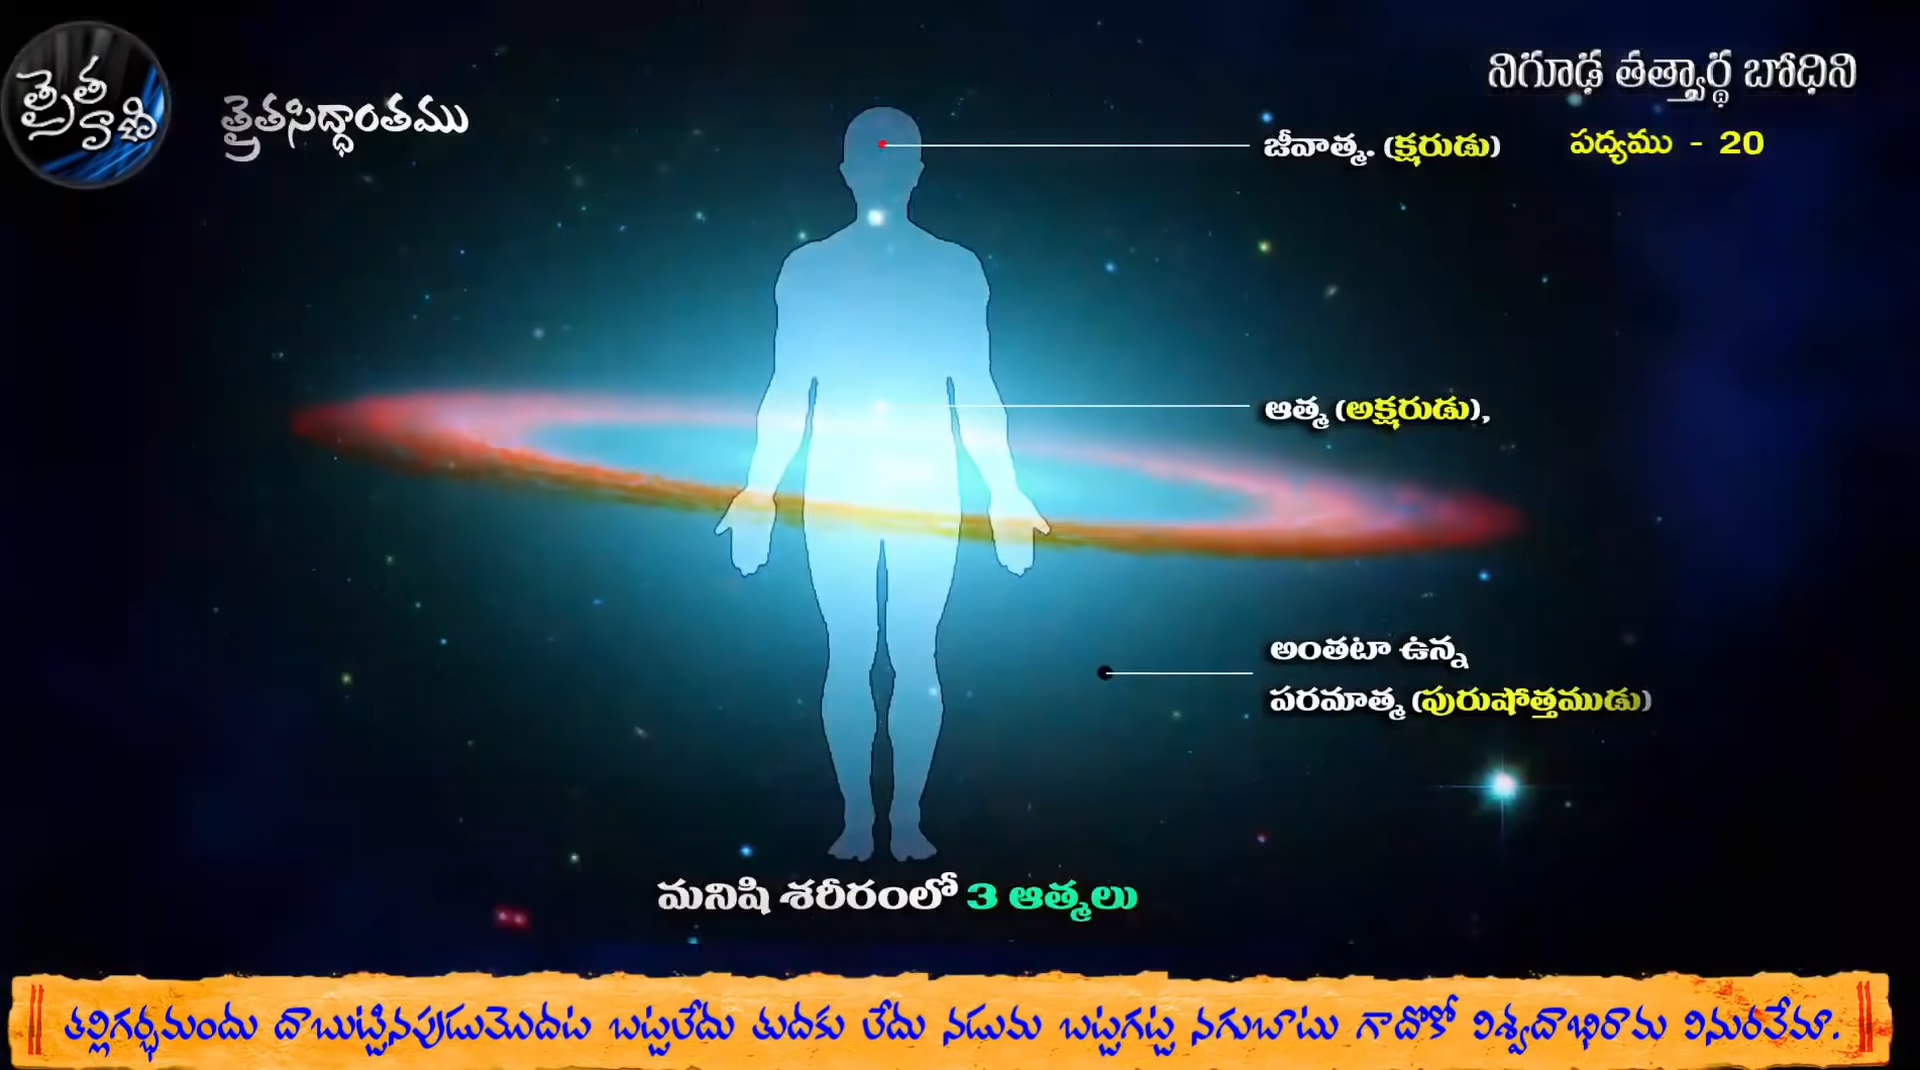 త్రైత
వాణి
త్రైతసిద్ధాంతము
నిగూఢ తత్త్వార్థ బోధిని
జీవాత్మ. (క్షరుడు)
పద్యము - 20
ఆత్మ (అక్షరుడు),
అంతటా ఉన్న
పరమాత్మ (పురుషోత్తముడు)
మనిషి శరీరంలో 3 ఆత్మలు
|| తల్లిగర్భమందు దాబుట్టినపుడుమొదట బట్టలేదు తుదకు లేదు నడుమ బట్టగట్ట నగుబాటు గాదొకో విశ్వదాభిరామ వినురవేమా. ||